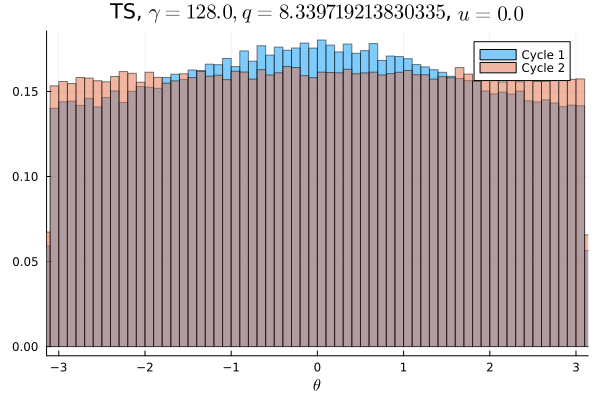 TS, γ = 128.0, q = 8.339719213830335, u = 0.0
Cycle 1
Cycle 2
0.15
0.10
0.05
0.00
−3 −2 −1 0 1 2 3
θ